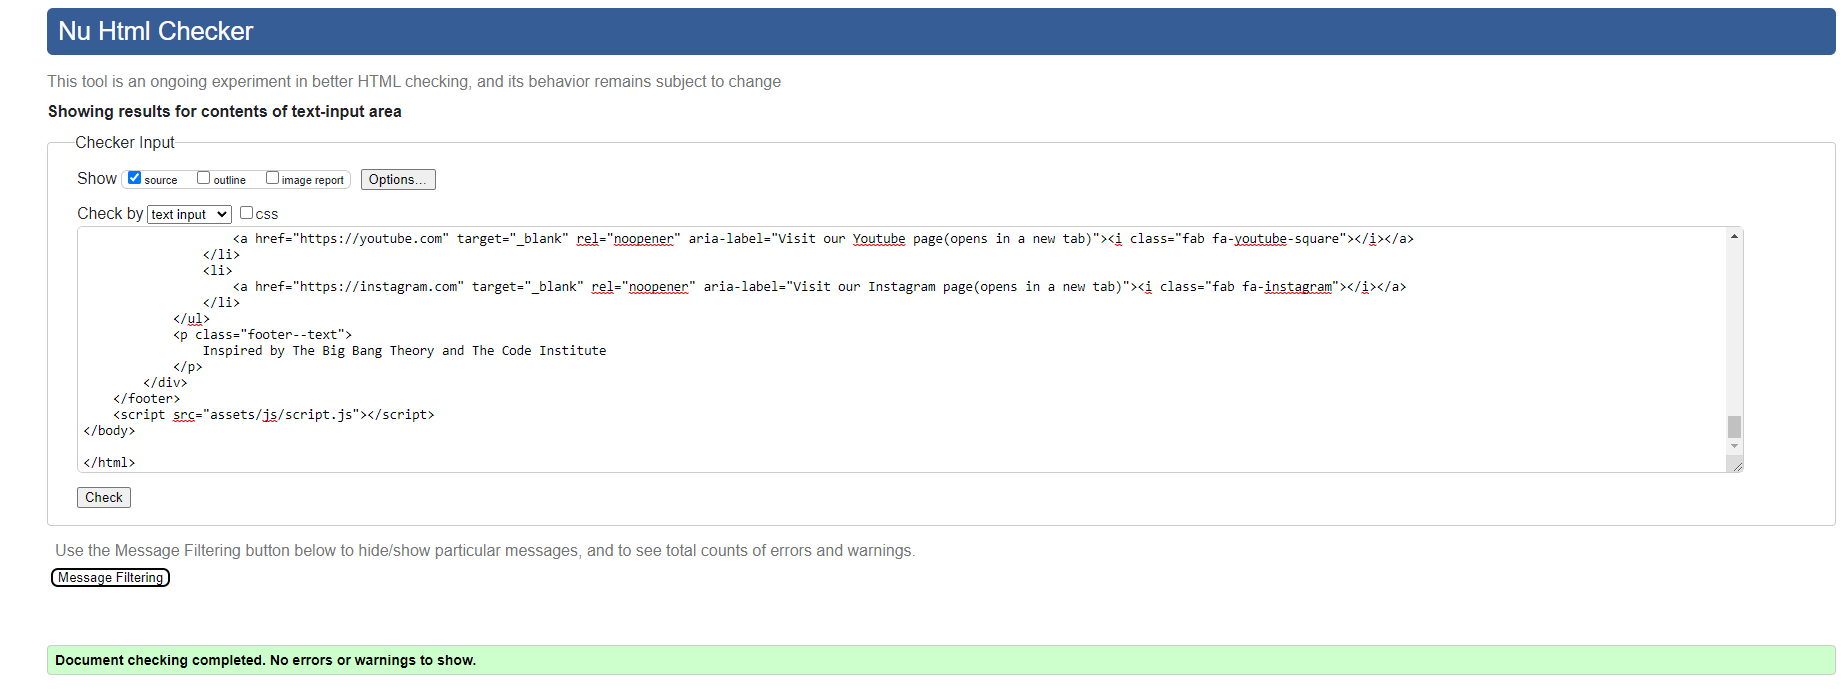 Nu Html Checker
This tool is an ongoing experiment in better HTML checking, and its behavior remains subject to change
Showing results for contents of text-input area
Checker Input
Show source outline image report Options...
Check by text input css
<a href="https://youtube.com" target="_blank" rel="noopener" aria-label="Visit our Youtube page(opens in a new tab)"><i class="fab fa-youtube-square"></i></a>
</li>
<li>
<a href="https://instagram.com" target="_blank" rel="noopener" aria-label="Visit our Instagram page(opens in a new tab)"><i class="fab fa-instagram"></i></a>
</li>
</ul>
<p class="footer--text">
Inspired by The Big Bang Theory and The Code Institute
</p>
</div>
</footer>
<script src="assets/js/script.js"></script>
</body>
</html>
Check
Use the Message Filtering button below to hide/show particular messages, and to see total counts of errors and warnings.
Message Filtering
Document checking completed. No errors or warnings to show.